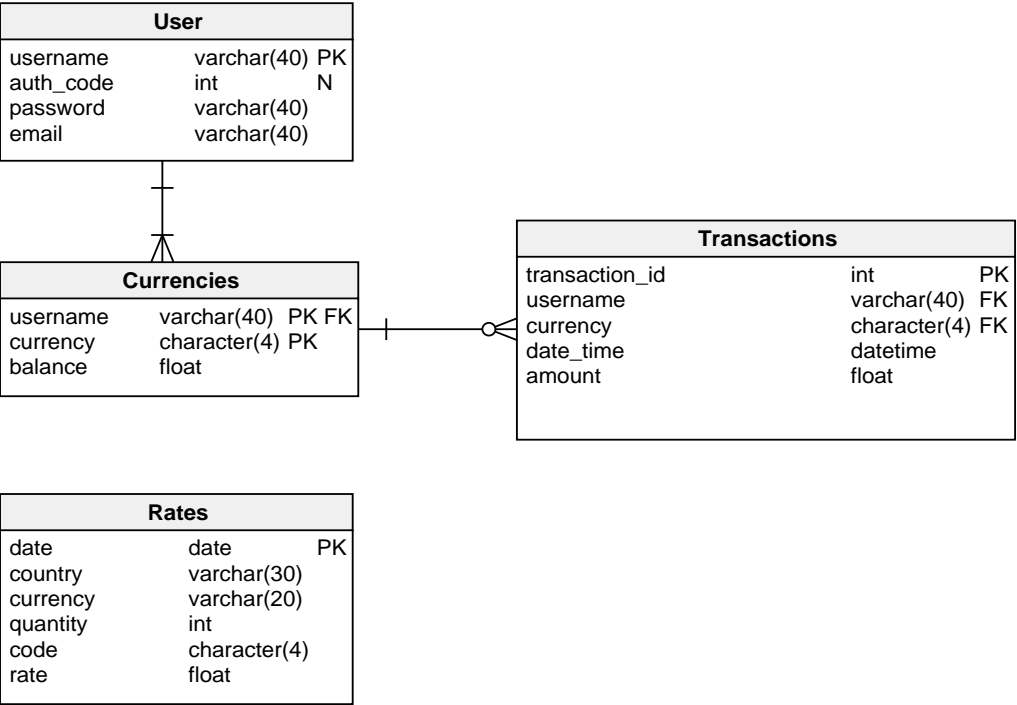 User
username varchar(40) PK
auth_code int N
password varchar(40)
email varchar(40)
Currencies
username varchar(40) PK FK
currency character(4) PK
balance float
Transactions
transaction_id int PK
username varchar(40) FK
currency character(4) FK
date_time datetime
amount float
Rates
date date PK
country varchar(30)
currency varchar(20)
quantity int
code character(4)
rate float